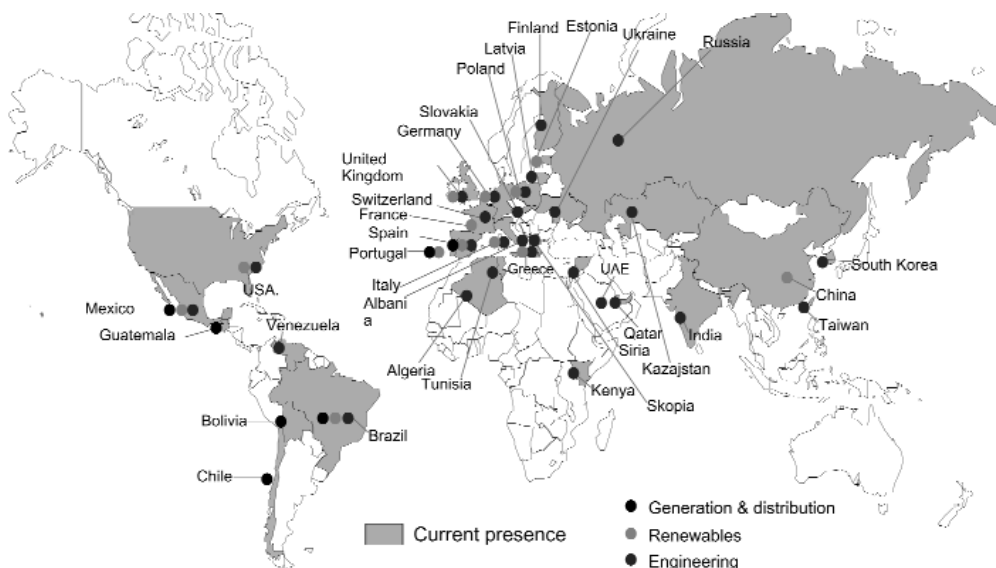 Finland
Estonia
Ukraine
Latvia
Russia
Poland
Slovakia
Germany
United
Kingdom
Switzerland
France
Spain
Portugal
Italy
Albani
a
Greece
UAE
South Korea
USA.
China
Mexico
Guatemala
Venezuela
Qatar
India
Taiwan
Siria
Algeria
Tunisia
Kazajstan
Kenya
Skopia
Bolivia
Brazil
Chile
Current presence
Generation & distribution
Renewables
Engineering